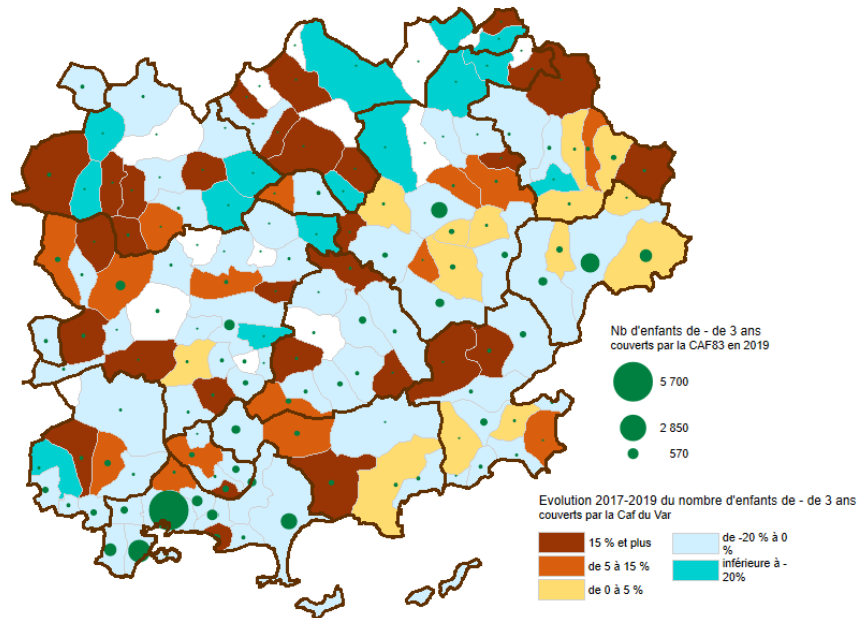 Nb d'enfants de - de 3 ans
couverts par la CAF83 en 2019
5 700
2 850
570
Evolution 2017-2019 du nombre d'enfants de - de 3 ans
couverts par la Caf du Var
15 % et plus
de 5 à 15 %
de 0 à 5 %
de -20 % à 0
%
inférieure à -
20%